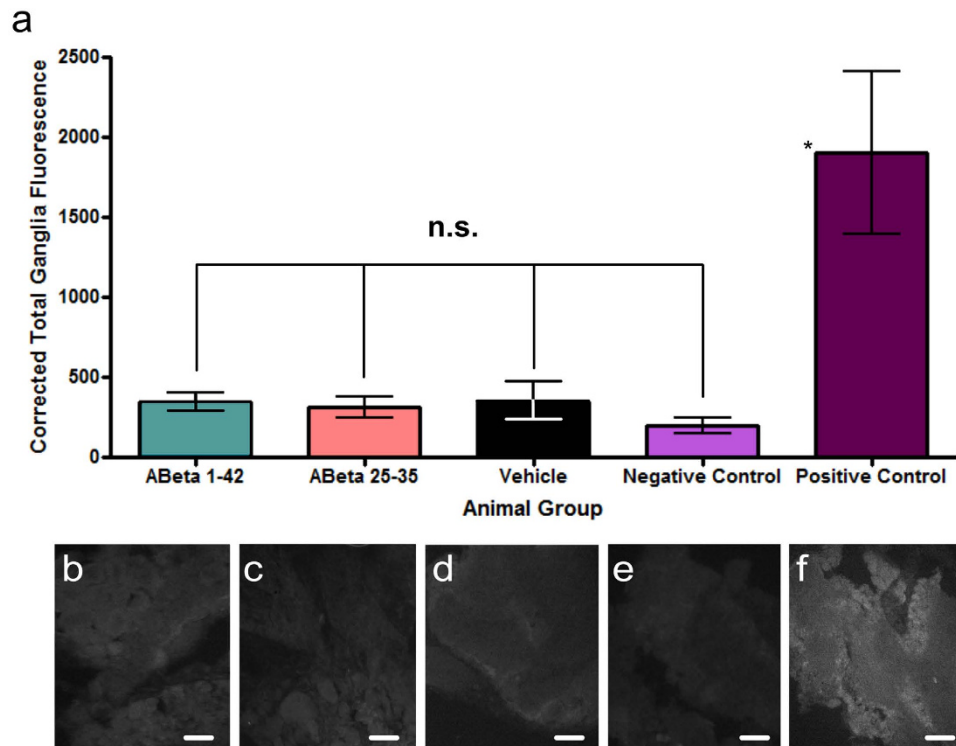 a
Corrected Total Ganglia Fluorescence
2500
2000
1500
1000
500
0
n.s.
*
ABeta 1-42
ABeta 25-35
Vehicle
Negative Control
Positive Control
Animal Group
b
c
d
e
f